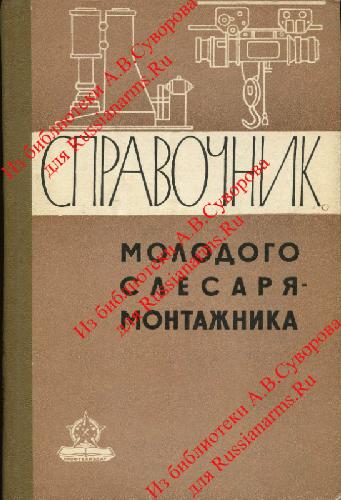 Из библиотеки А.В.Суворова
для Russianarms.Ru
Из библиотеки А.В.Суворова
для Russianarms.Ru
СПРАВОЧНИК
МОЛОДОГО
СЛЕСАРЯ-
МОНТАЖНИКА
Из библиотеки А.В.Суворова
для Russianarms.Ru
Из библиотеки А.В.Суворова
для Russianarms.Ru